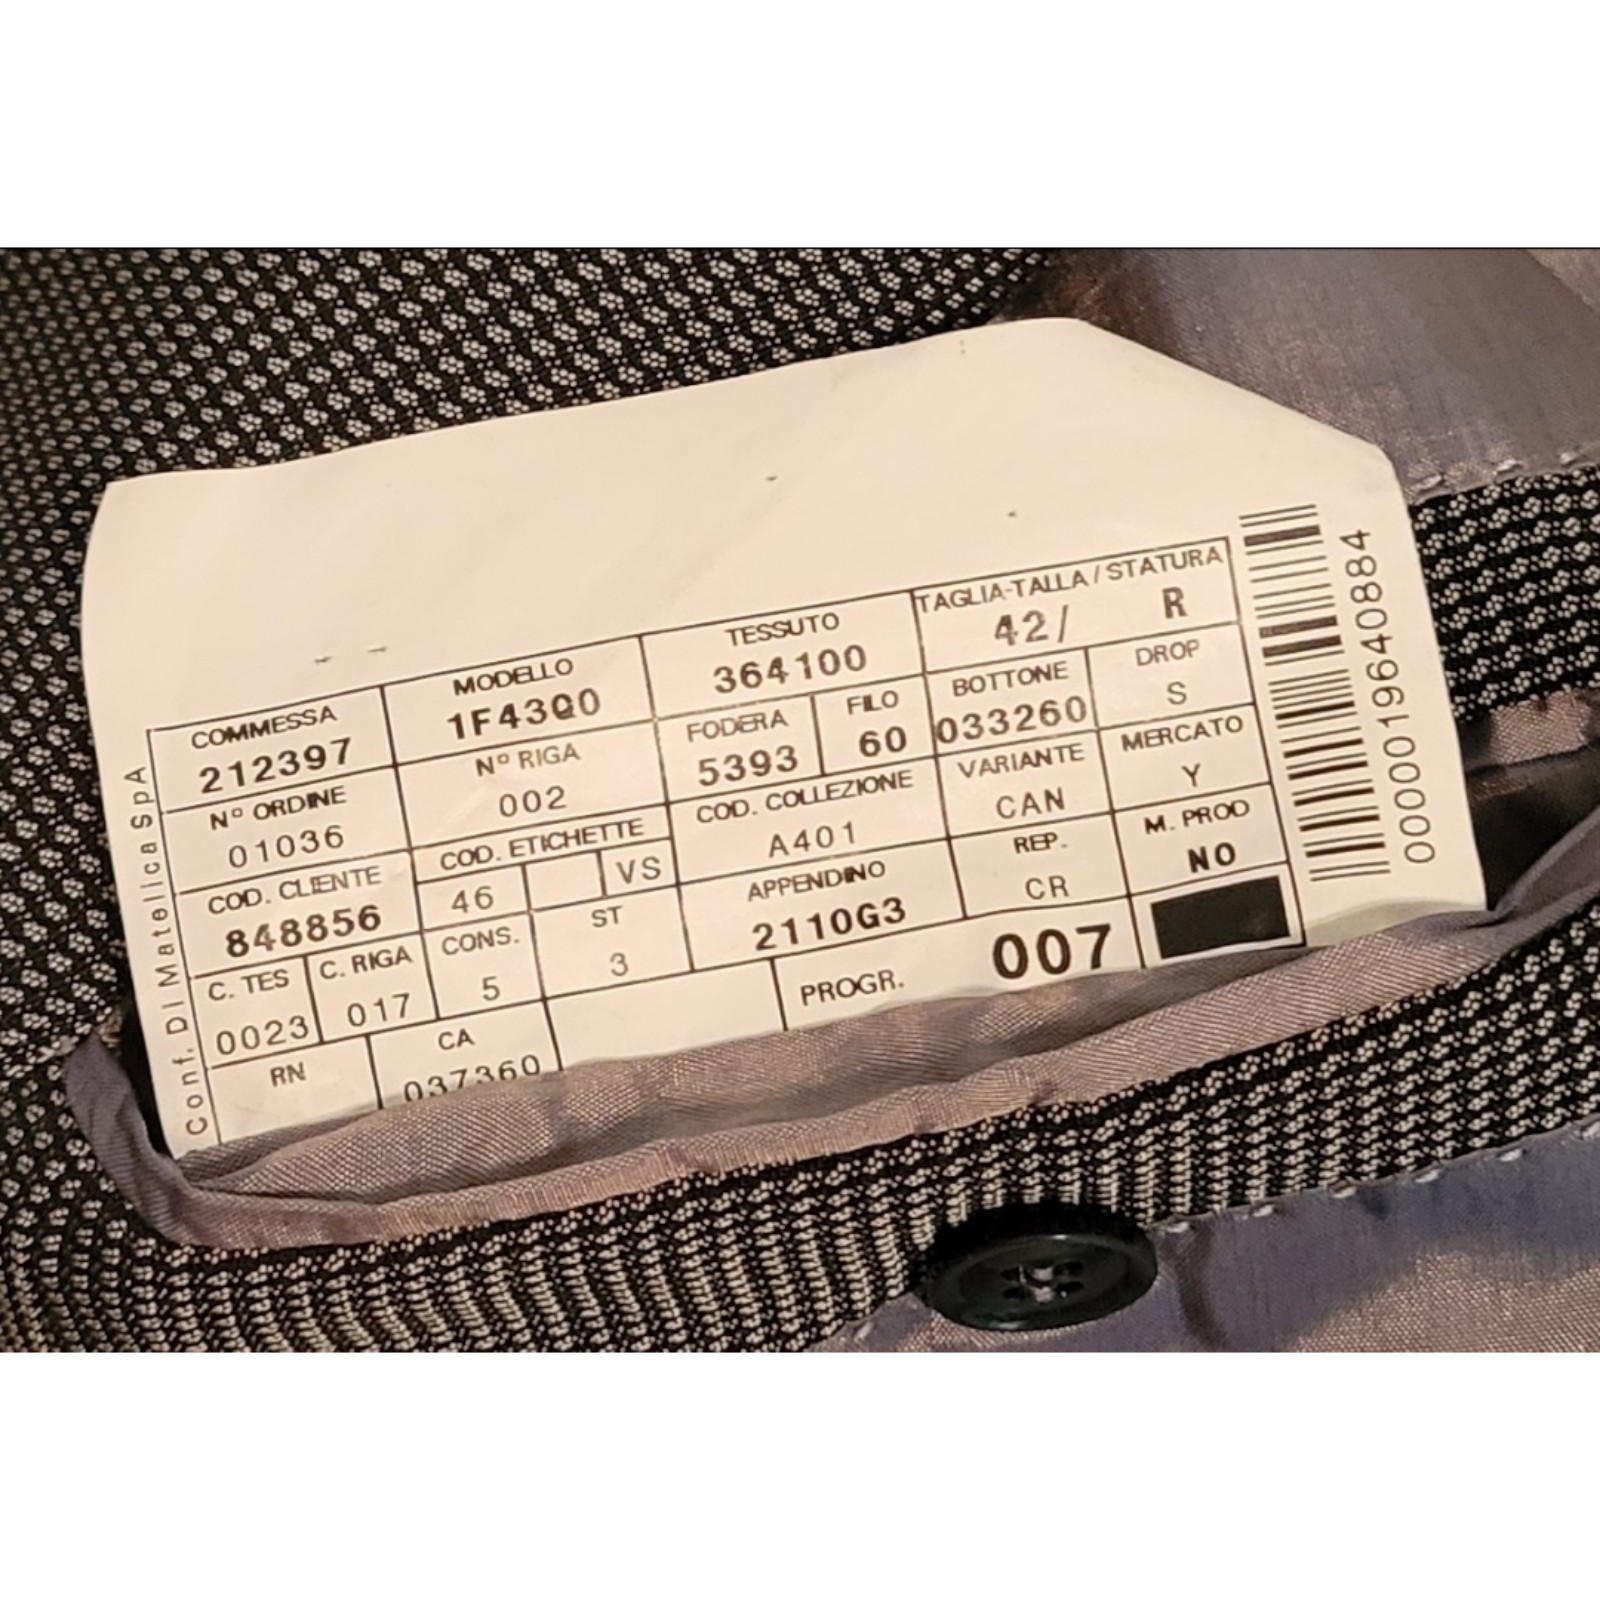 Conf. Di Matelica SpA
COMMESSA
212397
MODELLO
1F43Q0
TESSUTO
364100
TAGLIA-TALLA / STATURA
42/ R
Nº ORDINE
01036
Nº RIGA
002
FODERA
5393
FILO
60
BOTTONE
033260
DROP
S
COD. CLIENTE
848856
COD. ETICHETTE
46 VS
COD. COLLEZIONE
A401
VARIANTE
CAN
MERCATO
Y
C. TES
0023
C. RIGA
017
CONS.
5
ST
3
APPENDINO
2110G3
REP.
CR
M. PROD
NO
RN
CA
037360
PROGR. 007
0000019640884